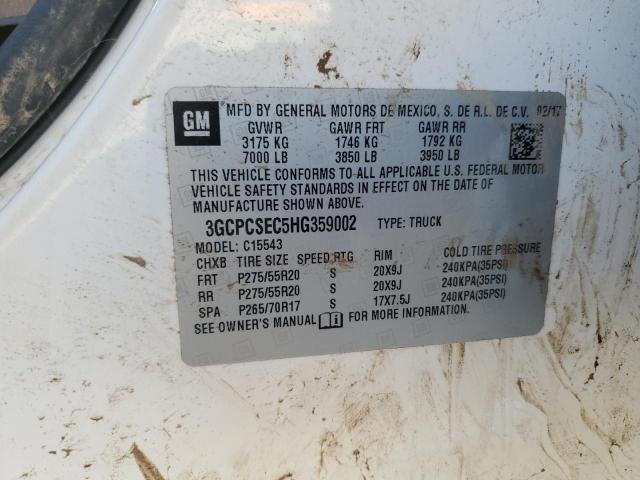 GM
MFD BY GENERAL MOTORS DE MEXICO, S. DE R.L. DE C.V. 02/17
GVWR GAWR FRT GAWR RR
3175 KG 1746 KG 1792 KG
7000 LB 3850 LB 3950 LB
THIS VEHICLE CONFORMS TO ALL APPLICABLE U.S. FEDERAL MOTOR
VEHICLE SAFETY STANDARDS IN EFFECT ON THE DATE OF
MANUFACTURE SHOWN ABOVE.
3GCPCSEC5HG359002 TYPE: TRUCK
MODEL: C15543
CHXB TIRE SIZE SPEED RTG RIM COLD TIRE PRESSURE
FRT P275/55R20 S 20X9J 240KPA(35PSI)
RR P275/55R20 S 20X9J 240KPA(35PSI)
SPA P265/70R17 S 17X7.5J 240KPA(35PSI)
SEE OWNER'S MANUAL FOR MORE INFORMATION.